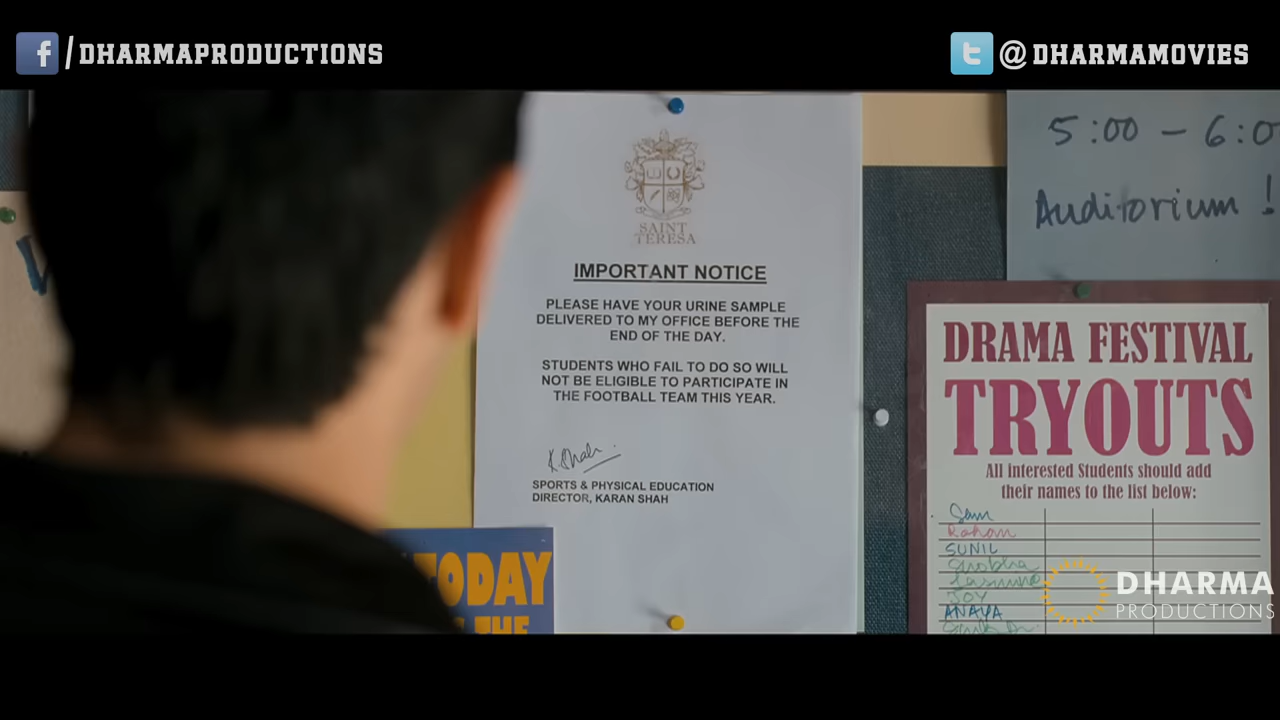 /DHARMAPRODUCTIONS
@DHARMAMOVIES
5:00 - 6:0
Auditorium!
SAINT
TERESA
IMPORTANT NOTICE
PLEASE HAVE YOUR URINE SAMPLE
DELIVERED TO MY OFFICE BEFORE THE
END OF THE DAY.
STUDENTS WHO FAIL TO DO SO WILL
NOT BE ELIGIBLE TO PARTICIPATE IN
THE FOOTBALL TEAM THIS YEAR.
K.Shah
SPORTS & PHYSICAL EDUCATION
DIRECTOR, KARAN SHAH
TODAY
THE
DRAMA FESTIVAL
TRYOUTS
All interested Students should add
their names to the list below:
Sam
Rohan
SUNIL
Shobha
JOY
ANAYA
DHARMA
PRODUCTIONS